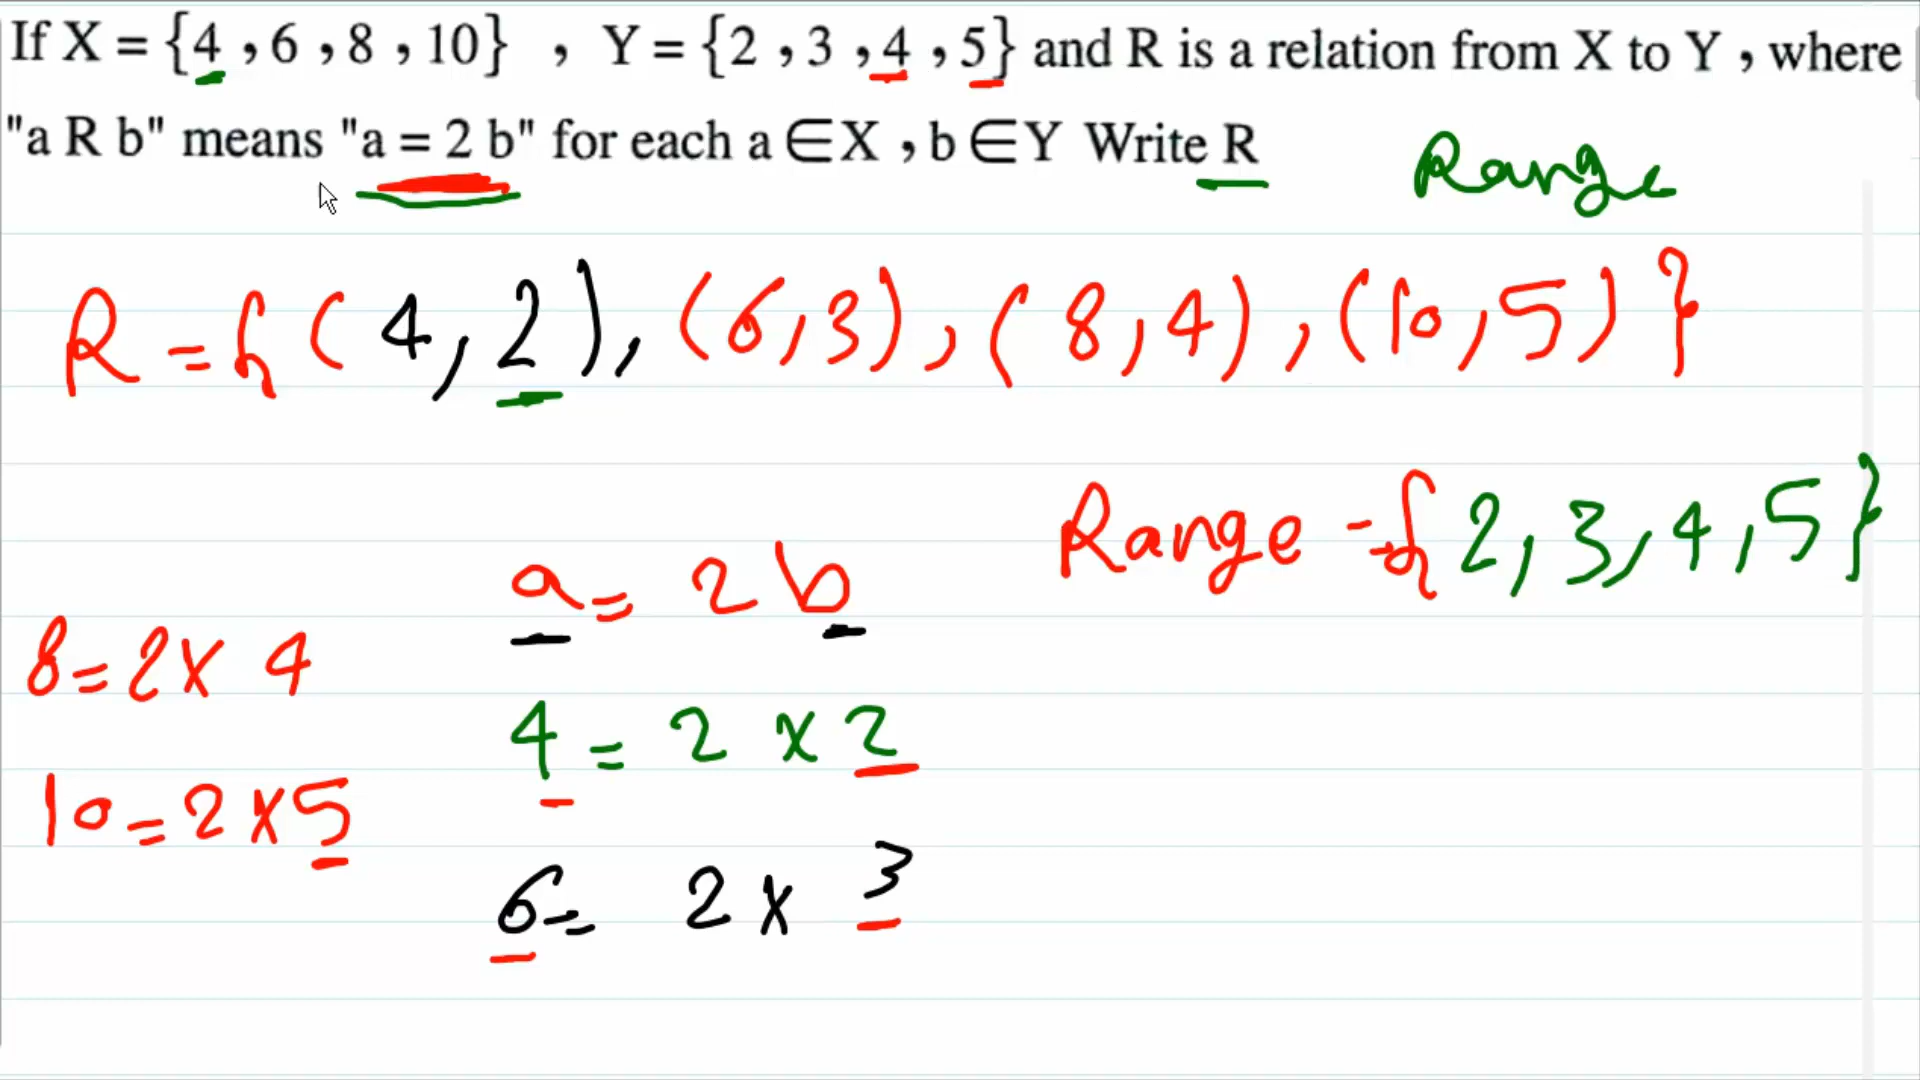 If X = {4 , 6 , 8 , 10} , Y = {2 , 3 , 4 , 5} and R is a relation from X to Y , where
"a R b" means "a = 2 b" for each a ∈ X , b ∈ Y Write R
Range
R = { ( 4 , 2 ) , ( 6 , 3 ) , ( 8 , 4 ) , ( 10 , 5 ) }
Range = { 2 , 3 , 4 , 5 }
a = 2 b
8 = 2 x 4
4 = 2 x 2
10 = 2 x 5
6 = 2 x 3